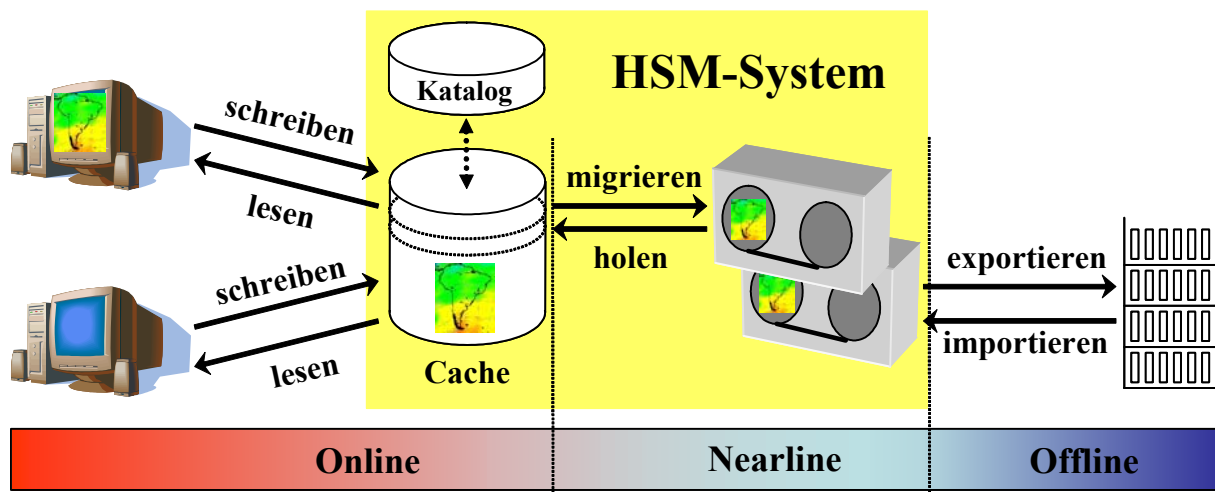 HSM-System
Katalog
schreiben
lesen
schreiben
lesen
Cache
migrieren
holen
exportieren
importieren
Online
Nearline
Offline